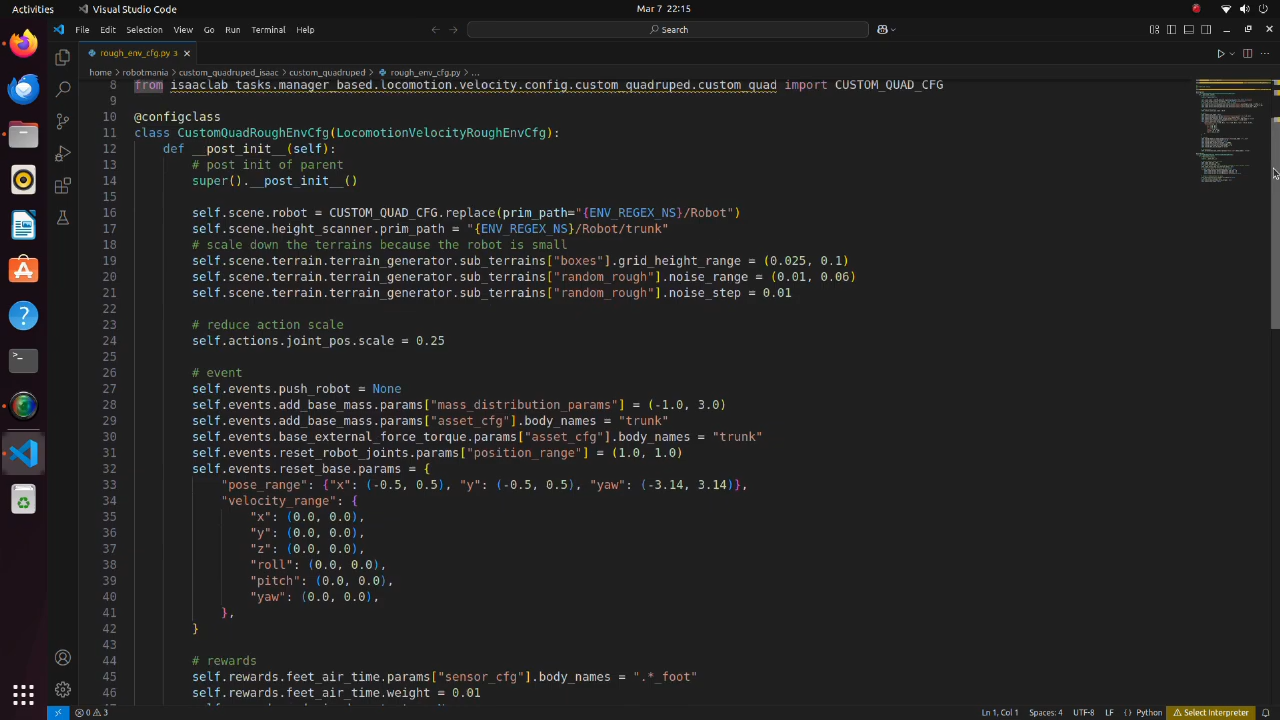 Activities
Visual Studio Code
Mar 7 22:15
File Edit Selection View Go Run Terminal Help
Search
rough_env_cfg.py 3
home > robotmania > custom_quadruped_isaac > custom_quadruped > rough_env_cfg.py > ...
8 from isaaclab_tasks.manager_based.locomotion.velocity.config.custom_quadruped.custom_quad import CUSTOM_QUAD_CFG
9
10 @configclass
11 class CustomQuadRoughEnvCfg(LocomotionVelocityRoughEnvCfg):
12 def __post_init__(self):
13 # post init of parent
14 super().__post_init__()
15
16 self.scene.robot = CUSTOM_QUAD_CFG.replace(prim_path="{ENV_REGEX_NS}/Robot")
17 self.scene.height_scanner.prim_path = "{ENV_REGEX_NS}/Robot/trunk"
18 # scale down the terrains because the robot is small
19 self.scene.terrain.terrain_generator.sub_terrains["boxes"].grid_height_range = (0.025, 0.1)
20 self.scene.terrain.terrain_generator.sub_terrains["random_rough"].noise_range = (0.01, 0.06)
21 self.scene.terrain.terrain_generator.sub_terrains["random_rough"].noise_step = 0.01
22
23 # reduce action scale
24 self.actions.joint_pos.scale = 0.25
25
26 # event
27 self.events.push_robot = None
28 self.events.add_base_mass.params["mass_distribution_params"] = (-1.0, 3.0)
29 self.events.add_base_mass.params["asset_cfg"].body_names = "trunk"
30 self.events.base_external_force_torque.params["asset_cfg"].body_names = "trunk"
31 self.events.reset_robot_joints.params["position_range"] = (1.0, 1.0)
32 self.events.reset_base.params = {
33 "pose_range": {"x": (-0.5, 0.5), "y": (-0.5, 0.5), "yaw": (-3.14, 3.14)},
34 "velocity_range": {
35 "x": (0.0, 0.0),
36 "y": (0.0, 0.0),
37 "z": (0.0, 0.0),
38 "roll": (0.0, 0.0),
39 "pitch": (0.0, 0.0),
40 "yaw": (0.0, 0.0),
41 },
42 }
43
44 # rewards
45 self.rewards.feet_air_time.params["sensor_cfg"].body_names = ".*_foot"
46 self.rewards.feet_air_time.weight = 0.01
0 3
Ln 1, Col 1 Spaces: 4 UTF-8 LF {} Python Select Interpreter